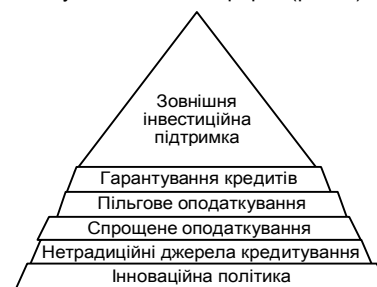 Зовнішня
інвестиційна
підтримка
Гарантування кредитів
Пільгове оподаткування
Спрощене оподаткування
Нетрадиційні джерела кредитування
Інноваційна політика